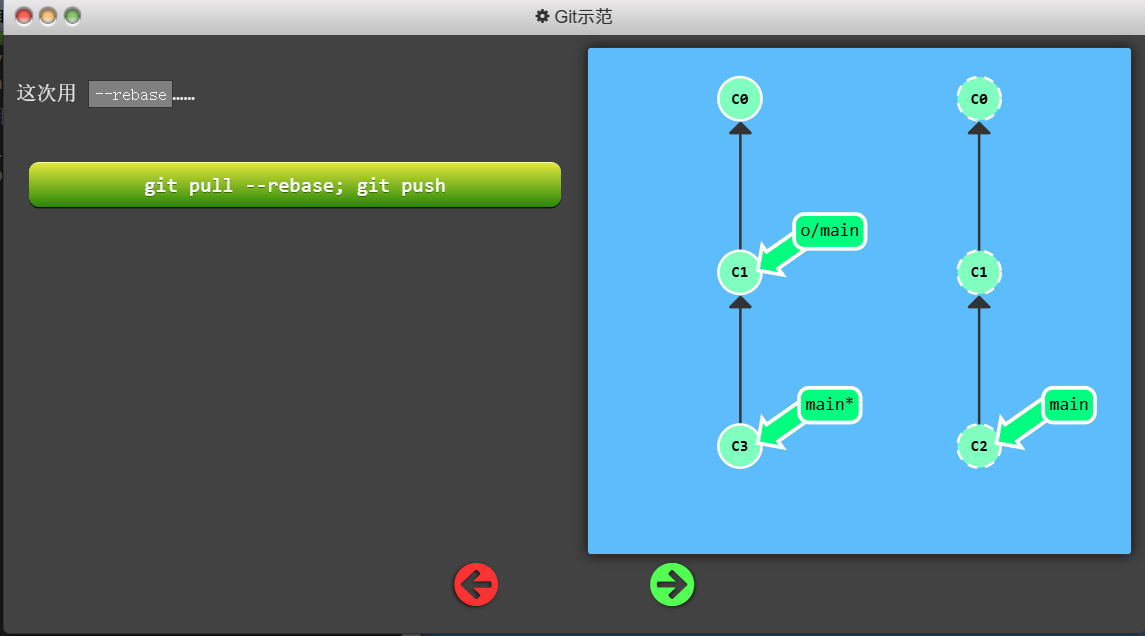 Git示范
这次用 --rebase……
git pull --rebase; git push
C0
C0
o/main
C1
C1
main*
main
C3
C2